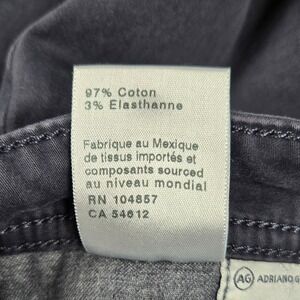 97% Coton
3% Elasthanne
Fabrique au Mexique
de tissus importés et
composants sourced
au niveau mondial
RN 104857
CA 54612
AG ADRIANO G